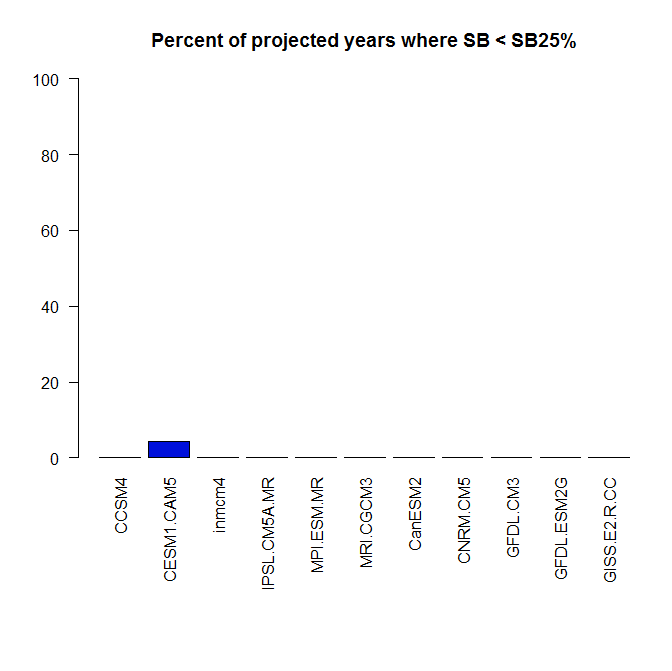 Percent of projected years where SB < SB25%
100
80
60
40
20
0
CCSM4
CESM1.CAM5
inmcm4
IPSL.CM5A.MR
MPI.ESM.MR
MRI.CGCM3
CanESM2
CNRM.CM5
GFDL.CM3
GFDL.ESM2G
GISS.E2.R.CC